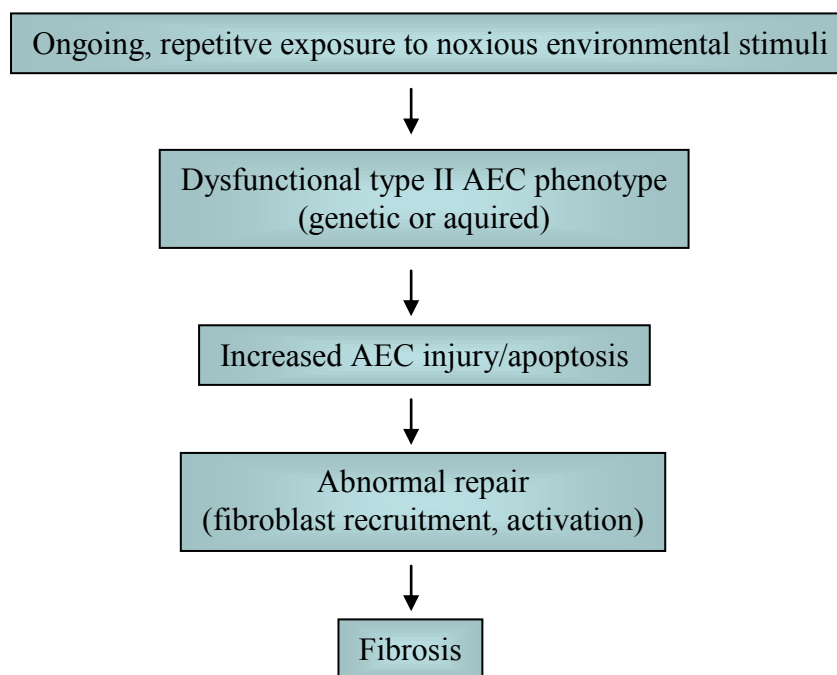 Ongoing, repetitve exposure to noxious environmental stimuli
Dysfunctional type II AEC phenotype
(genetic or aquired)
Increased AEC injury/apoptosis
Abnormal repair
(fibroblast recruitment, activation)
Fibrosis